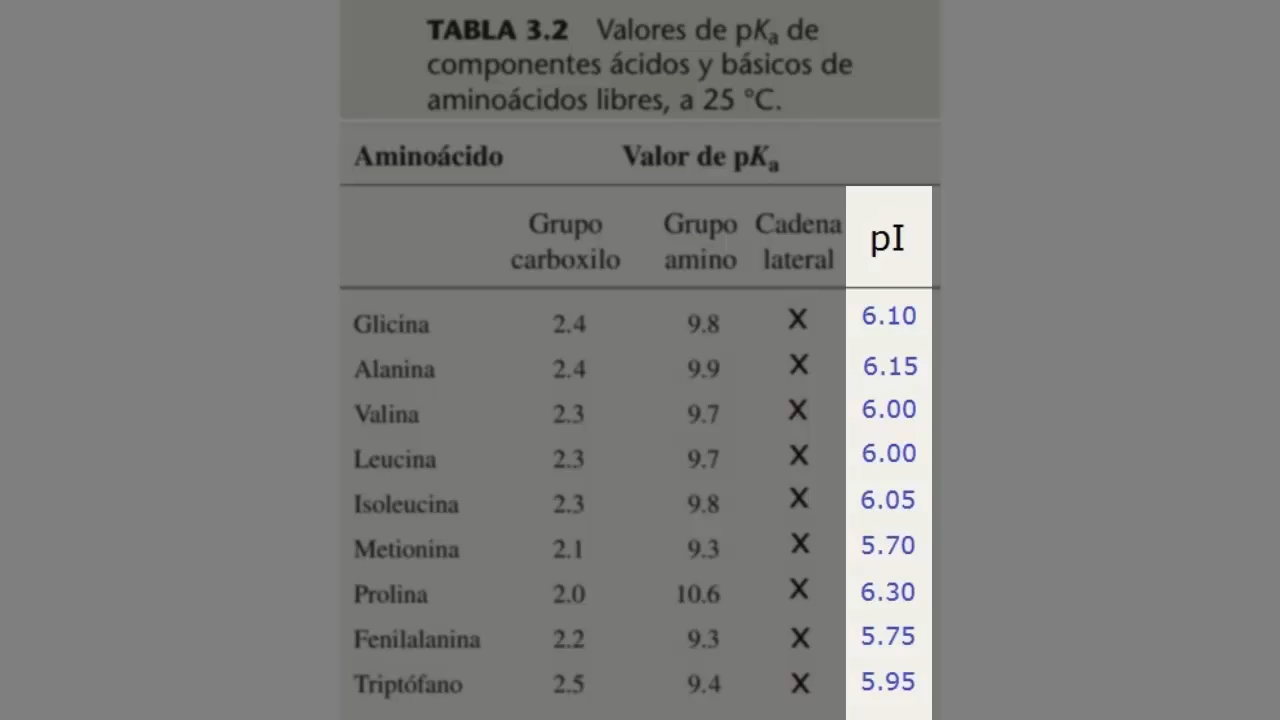 TABLA 3.2 Valores de pKa de
componentes ácidos y básicos de
aminoácidos libres, a 25 °C.
Aminoácido Valor de pKa
Grupo carboxilo Grupo amino Cadena lateral pI
Glicina 2.4 9.8 X 6.10
Alanina 2.4 9.9 X 6.15
Valina 2.3 9.7 X 6.00
Leucina 2.3 9.7 X 6.00
Isoleucina 2.3 9.8 X 6.05
Metionina 2.1 9.3 X 5.70
Prolina 2.0 10.6 X 6.30
Fenilalanina 2.2 9.3 X 5.75
Triptófano 2.5 9.4 X 5.95